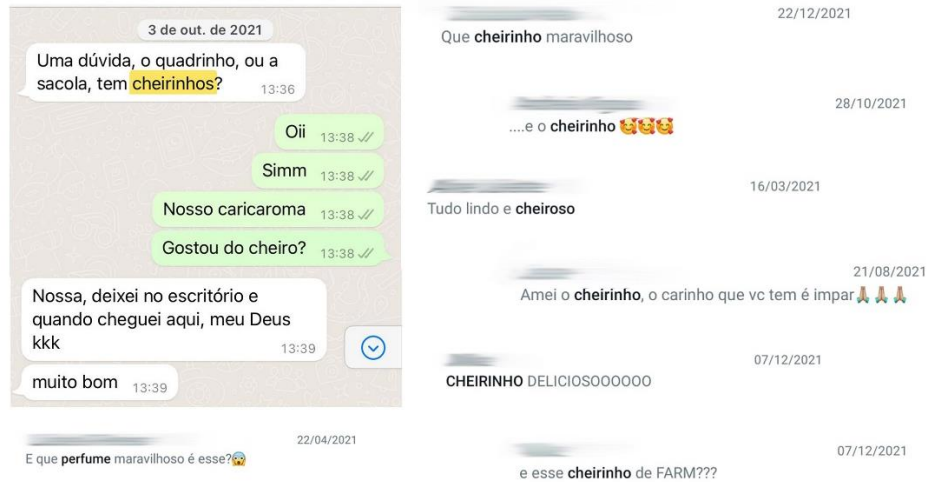 3 de out. de 2021
Uma dúvida, o quadrinho, ou a
sacola, tem cheirinhos?
13:36
Oii 13:38
Simm 13:38
Nosso caricaroma 13:38
Gostou do cheiro? 13:38
Nossa, deixei no escritório e
quando cheguei aqui, meu Deus
kkk
13:39
muito bom 13:39
22/04/2021
E que perfume maravilhoso é esse?😱
22/12/2021
Que cheirinho maravilhoso
28/10/2021
....e o cheirinho 🥰🥰🥰
16/03/2021
Tudo lindo e cheiroso
21/08/2021
Amei o cheirinho, o carinho que vc tem é impar🙏🏼🙏🏼🙏🏼
07/12/2021
CHEIRINHO DELICIOSOOOOOO
07/12/2021
e esse cheirinho de FARM???